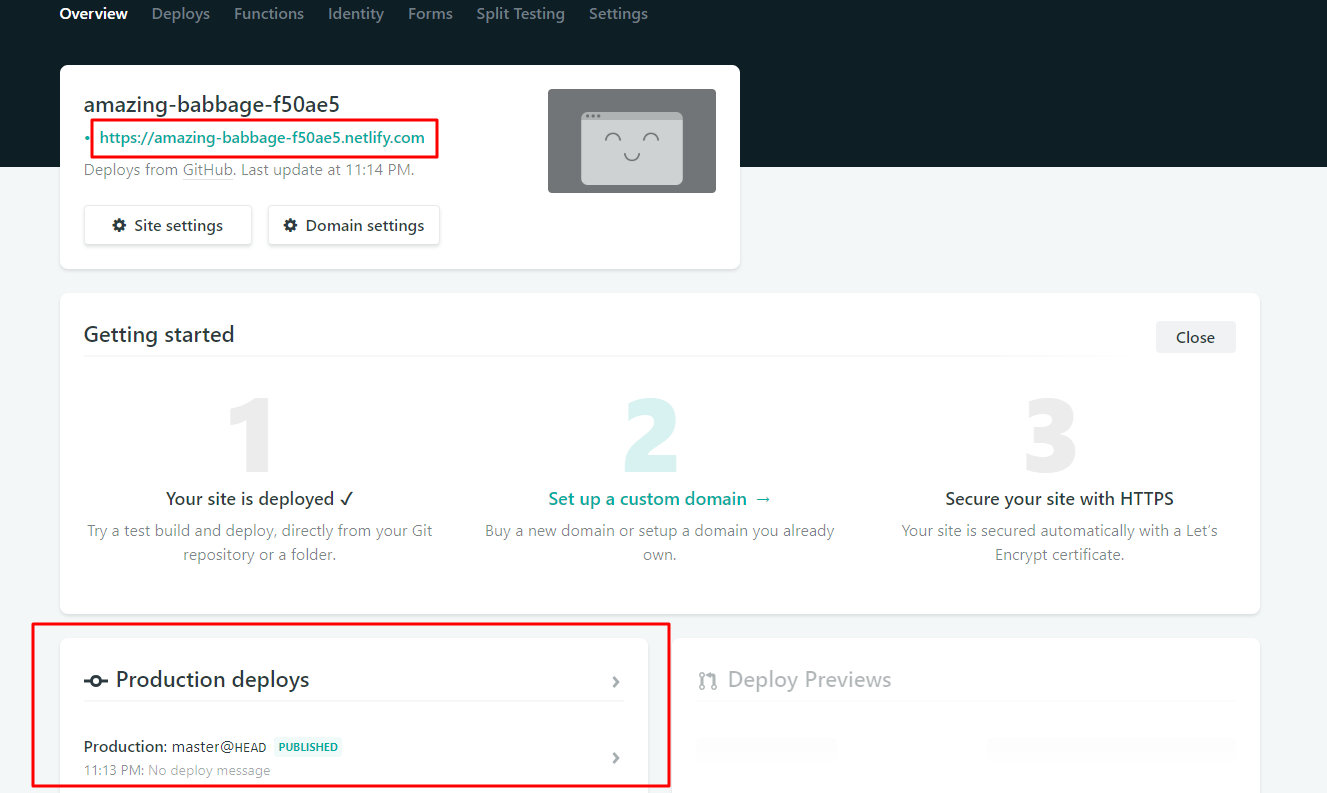 Overview Deploys Functions Identity Forms Split Testing Settings
amazing-babbage-f50ae5
• https://amazing-babbage-f50ae5.netlify.com
Deploys from GitHub. Last update at 11:14 PM.
Site settings Domain settings
Getting started
Close
1
Your site is deployed ✓
Try a test build and deploy, directly from your Git
repository or a folder.
2
Set up a custom domain →
Buy a new domain or setup a domain you already
own.
3
Secure your site with HTTPS
Your site is secured automatically with a Let's
Encrypt certificate.
Production deploys
Production: master@HEAD PUBLISHED
11:13 PM: No deploy message
Deploy Previews